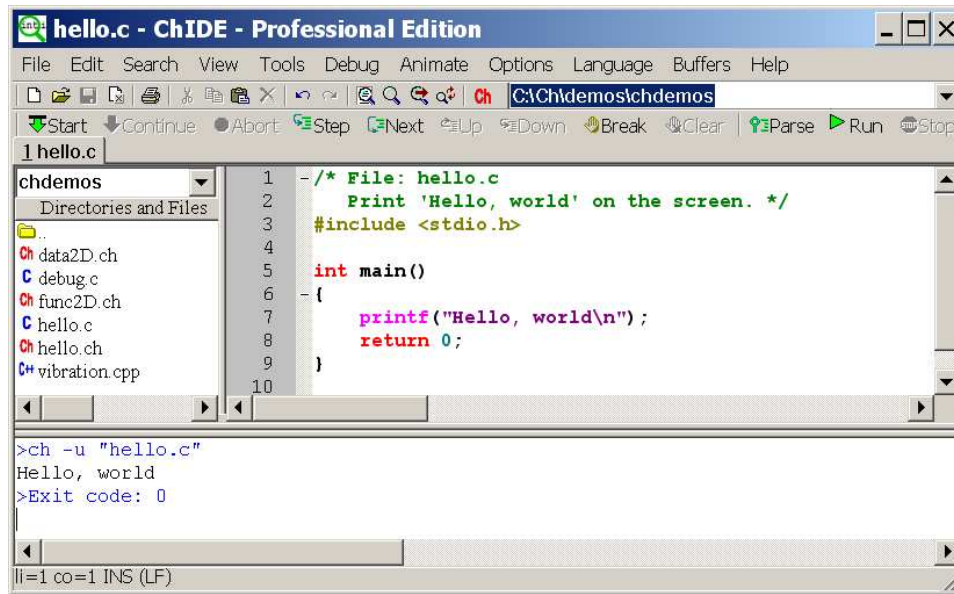 hello.c - ChIDE - Professional Edition
File Edit Search View Tools Debug Animate Options Language Buffers Help
Ch C:\Ch\demos\chdemos
Start Continue Abort Step Next Up Down Break Clear Parse Run Stop
1 hello.c
chdemos
Directories and Files
..
Ch data2D.ch
C debug.c
Ch func2D.ch
C hello.c
Ch hello.ch
C++ vibration.cpp
1 /* File: hello.c
2 Print 'Hello, world' on the screen. */
3 #include <stdio.h>
4
5 int main()
6 {
7 printf("Hello, world\n");
8 return 0;
9 }
10
>ch -u "hello.c"
Hello, world
>Exit code: 0
li=1 co=1 INS (LF)